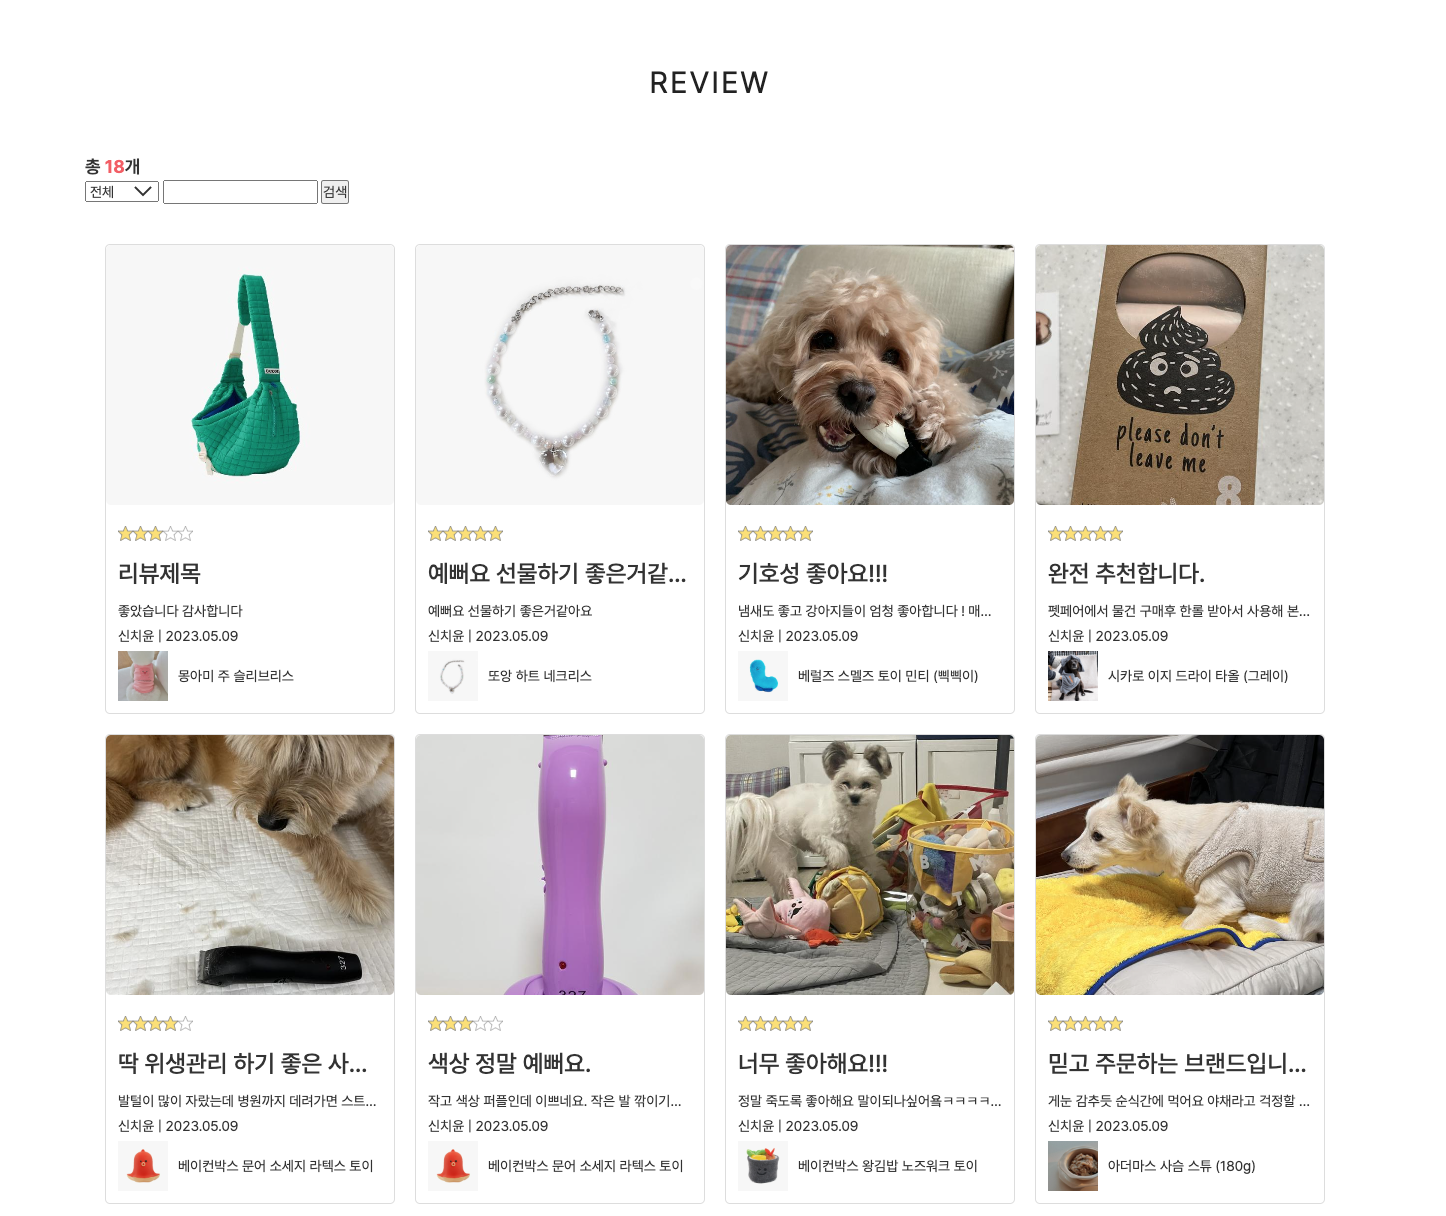 REVIEW
총 18개
전체
검색
please don't
leave me
8
리뷰제목
좋았습니다 감사합니다
신치윤 | 2023.05.09
몽아미 주 슬리브리스
예뻐요 선물하기 좋은거같...
예뻐요 선물하기 좋은거같아요
신치윤 | 2023.05.09
또앙 하트 네크리스
기호성 좋아요!!!
냄새도 좋고 강아지들이 엄청 좋아합니다 ! 매...
신치윤 | 2023.05.09
베럴즈 스멜즈 토이 민티 (삑삑이)
완전 추천합니다.
펫페어에서 물건 구매후 한롤 받아서 사용해 본...
신치윤 | 2023.05.09
시카로 이지 드라이 타올 (그레이)
327
327
B
M
딱 위생관리 하기 좋은 사...
발털이 많이 자랐는데 병원까지 데려가면 스트...
신치윤 | 2023.05.09
베이컨박스 문어 소세지 라텍스 토이
색상 정말 예뻐요.
작고 색상 퍼플인데 이쁘네요. 작은 발 깎이기...
신치윤 | 2023.05.09
베이컨박스 문어 소세지 라텍스 토이
너무 좋아해요!!!
정말 죽도록 좋아해요 말이되나싶어욬ㅋㅋㅋㅋ...
신치윤 | 2023.05.09
베이컨박스 왕김밥 노즈워크 토이
믿고 주문하는 브랜드입니...
게눈 감추듯 순식간에 먹어요 야채라고 걱정할 ...
신치윤 | 2023.05.09
아더마스 사슴 스튜 (180g)